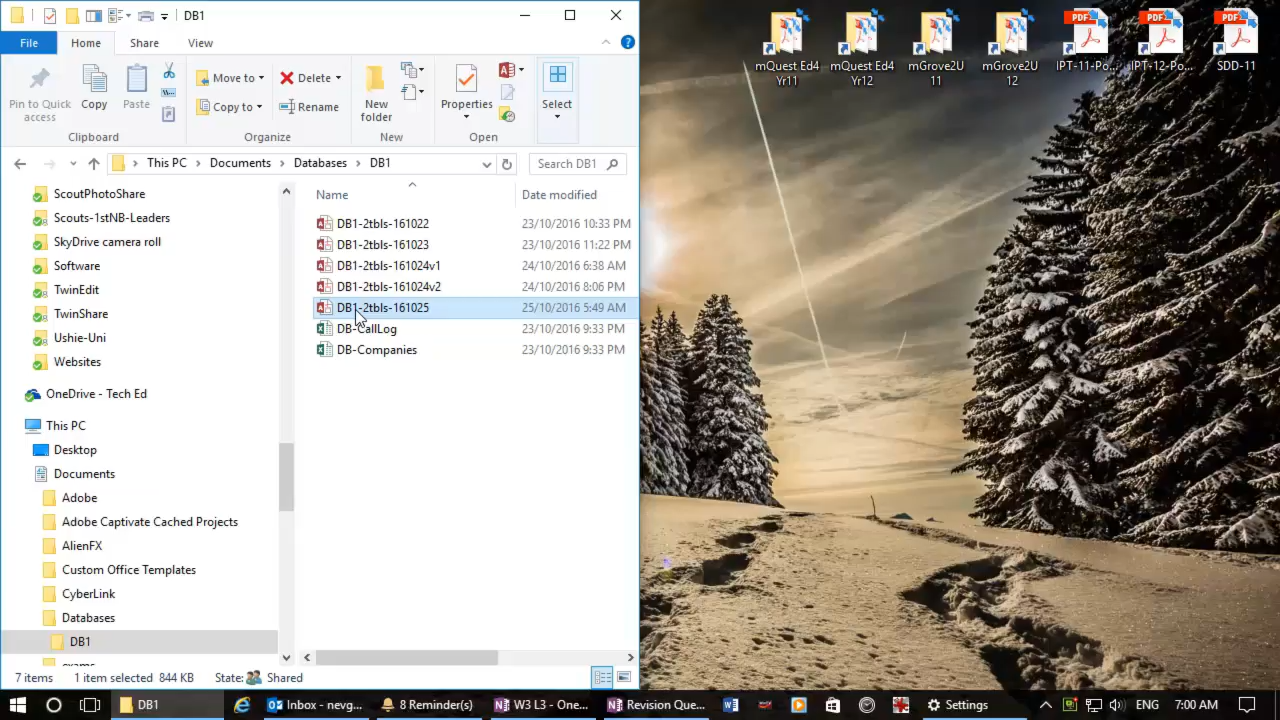 DB1
File Home Share View
Pin to Quick access
Copy
Paste
Move to
Copy to
Delete
Rename
New folder
Properties
Select
Clipboard Organize New Open
This PC > Documents > Databases > DB1
Search DB1
ScoutPhotoShare
Scouts-1stNB-Leaders
SkyDrive camera roll
Software
TwinEdit
TwinShare
Ushie-Uni
Websites
OneDrive - Tech Ed
This PC
Desktop
Documents
Adobe
Adobe Captivate Cached Projects
AlienFX
Custom Office Templates
CyberLink
Databases
DB1
exams
Name Date modified
DB1-2tbls-161022 23/10/2016 10:33 PM
DB1-2tbls-161023 23/10/2016 11:22 PM
DB1-2tbls-161024v1 24/10/2016 6:38 AM
DB1-2tbls-161024v2 24/10/2016 8:06 PM
DB1-2tbls-161025 25/10/2016 5:49 AM
DB-CallLog 23/10/2016 9:33 PM
DB-Companies 23/10/2016 9:33 PM
7 items 1 item selected 844 KB State: Shared
mQuest Ed4 Yr11
mQuest Ed4 Yr12
mGrove2U 11
mGrove2U 12
PDF
IPT-11-Po...
PDF
IPT-12-Po...
PDF
SDD-11
DB1
Inbox - nevg...
8 Reminder(s)
W3 L3 - One...
Revision Que...
Settings
ENG
7:00 AM